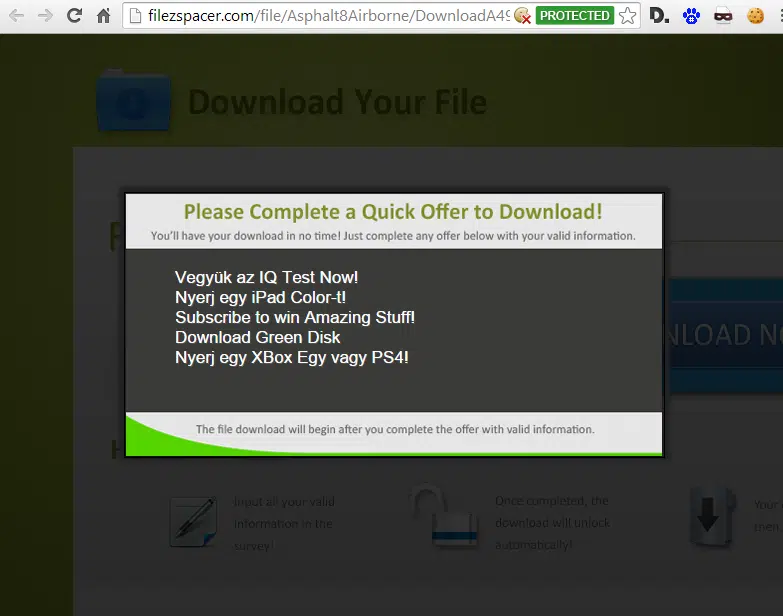 filezspacer.com/file/Asphalt8Airborne/DownloadA49
PROTECTED
D.
Download Your File
Please Complete a Quick Offer to Download!
You'll have your download in no time! Just complete any offer below with your valid information.
Vegyük az IQ Test Now!
Nyerj egy iPad Color-t!
Subscribe to win Amazing Stuff!
Download Green Disk
Nyerj egy XBox Egy vagy PS4!
NLOAD NO
The file download will begin after you complete the offer with valid information.
Input all your valid
information in the
survey!
Once completed, the
download will unlock
automatically!
Your
then,